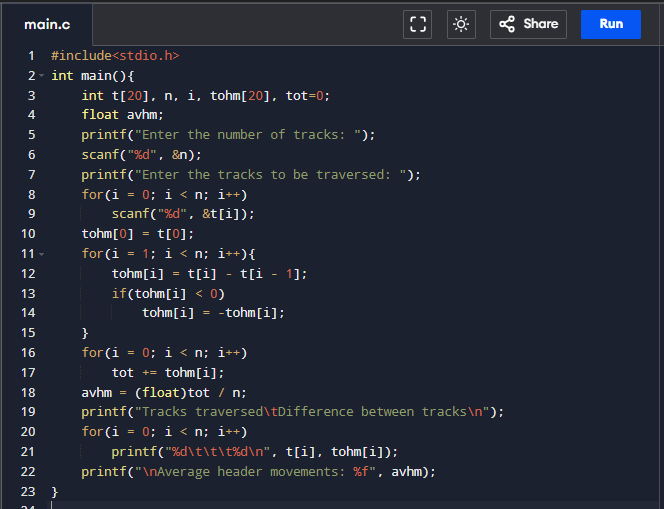 main.c
Share
Run
1 #include<stdio.h>
2 int main(){
3     int t[20], n, i, tohm[20], tot=0;
4     float avhm;
5     printf("Enter the number of tracks: ");
6     scanf("%d", &n);
7     printf("Enter the tracks to be traversed: ");
8     for(i = 0; i < n; i++)
9         scanf("%d", &t[i]);
10     tohm[0] = t[0];
11     for(i = 1; i < n; i++){
12         tohm[i] = t[i] - t[i - 1];
13         if(tohm[i] < 0)
14             tohm[i] = -tohm[i];
15     }
16     for(i = 0; i < n; i++)
17         tot += tohm[i];
18     avhm = (float)tot / n;
19     printf("Tracks traversed\tDifference between tracks\n");
20     for(i = 0; i < n; i++)
21         printf("%d\t\t\t%d\n", t[i], tohm[i]);
22     printf("\nAverage header movements: %f", avhm);
23 }
24